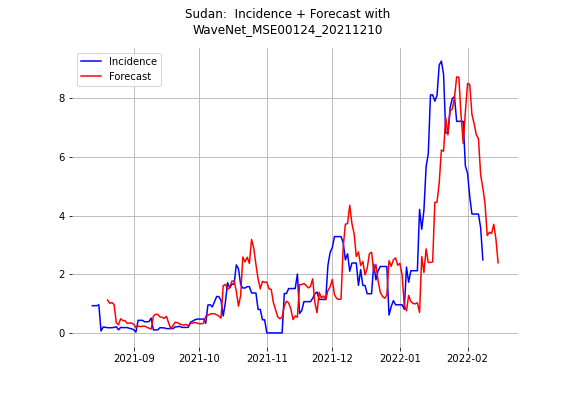 Sudan:  Incidence + Forecast with
WaveNet_MSE00124_20211210
Incidence
Forecast
8
6
4
2
0
2021-09
2021-10
2021-11
2021-12
2022-01
2022-02